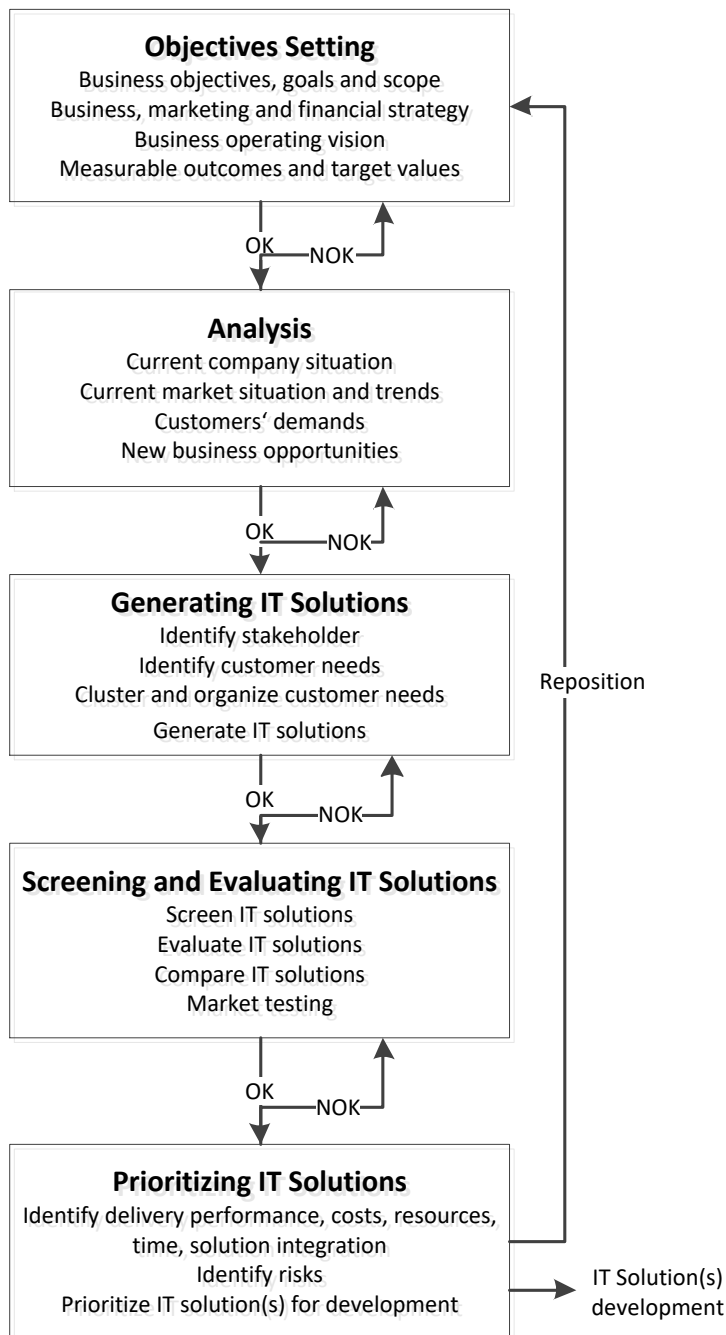 Objectives Setting
Business objectives, goals and scope
Business, marketing and financial strategy
Business operating vision
Measurable outcomes and target values
OK
NOK
Analysis
Current company situation
Current market situation and trends
Customers‘ demands
New business opportunities
OK
NOK
Generating IT Solutions
Identify stakeholder
Identify customer needs
Cluster and organize customer needs
Generate IT solutions
Reposition
OK
NOK
Screening and Evaluating IT Solutions
Screen IT solutions
Evaluate IT solutions
Compare IT solutions
Market testing
OK
NOK
Prioritizing IT Solutions
Identify delivery performance, costs, resources,
time, solution integration
Identify risks
Prioritize IT solution(s) for development
IT Solution(s)
development